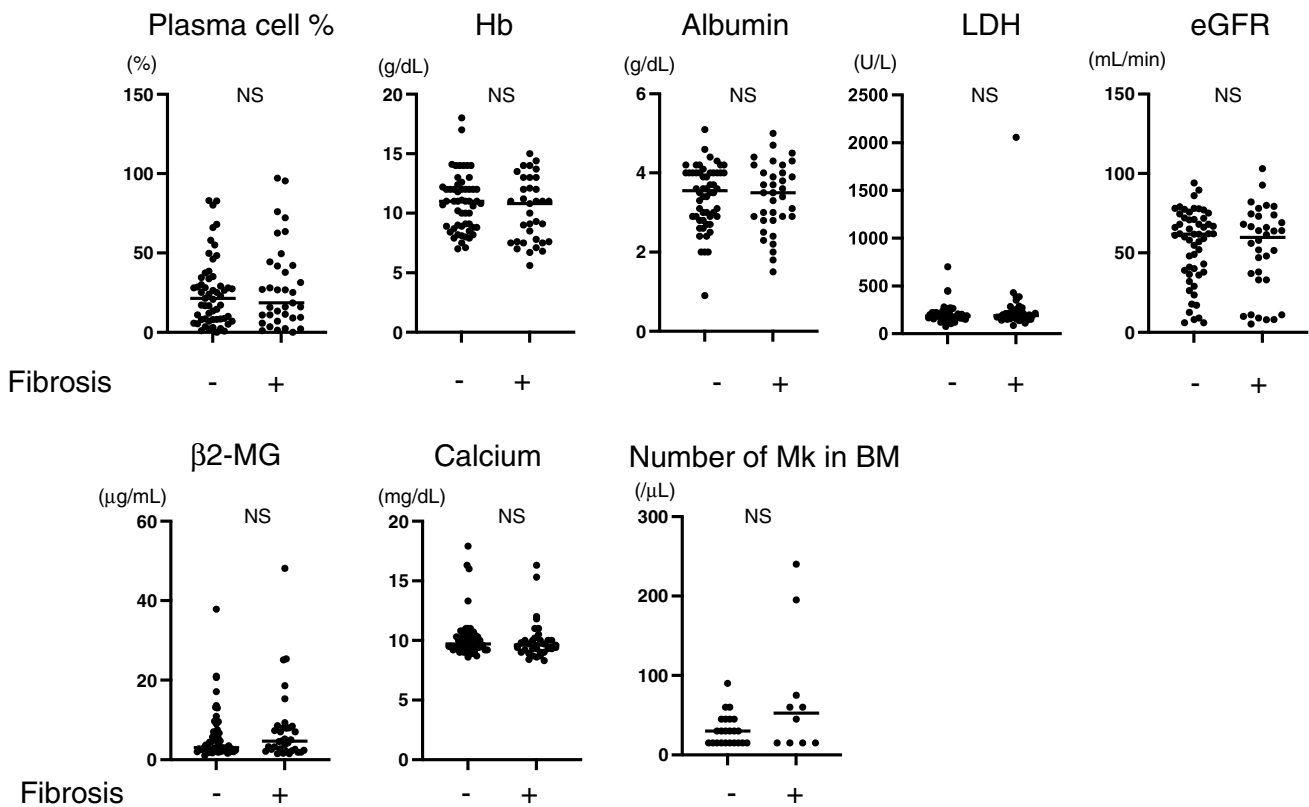 Plasma cell % Hb Albumin LDH eGFR
(%) (g/dL) (g/dL) (U/L) (mL/min)
150 NS 20 NS 6 NS 2500 NS 150 NS
2000
100 15 4 1500 100
10
50 1000 50
5 2 500
0 0 0 0 0
Fibrosis - + - + - + - + - +
β2-MG Calcium Number of Mk in BM
(μg/mL) (mg/dL) (/μL)
60 NS 20 NS 300 NS
40 15 200
10
20 5 100
0 0 0
Fibrosis - + - + - +